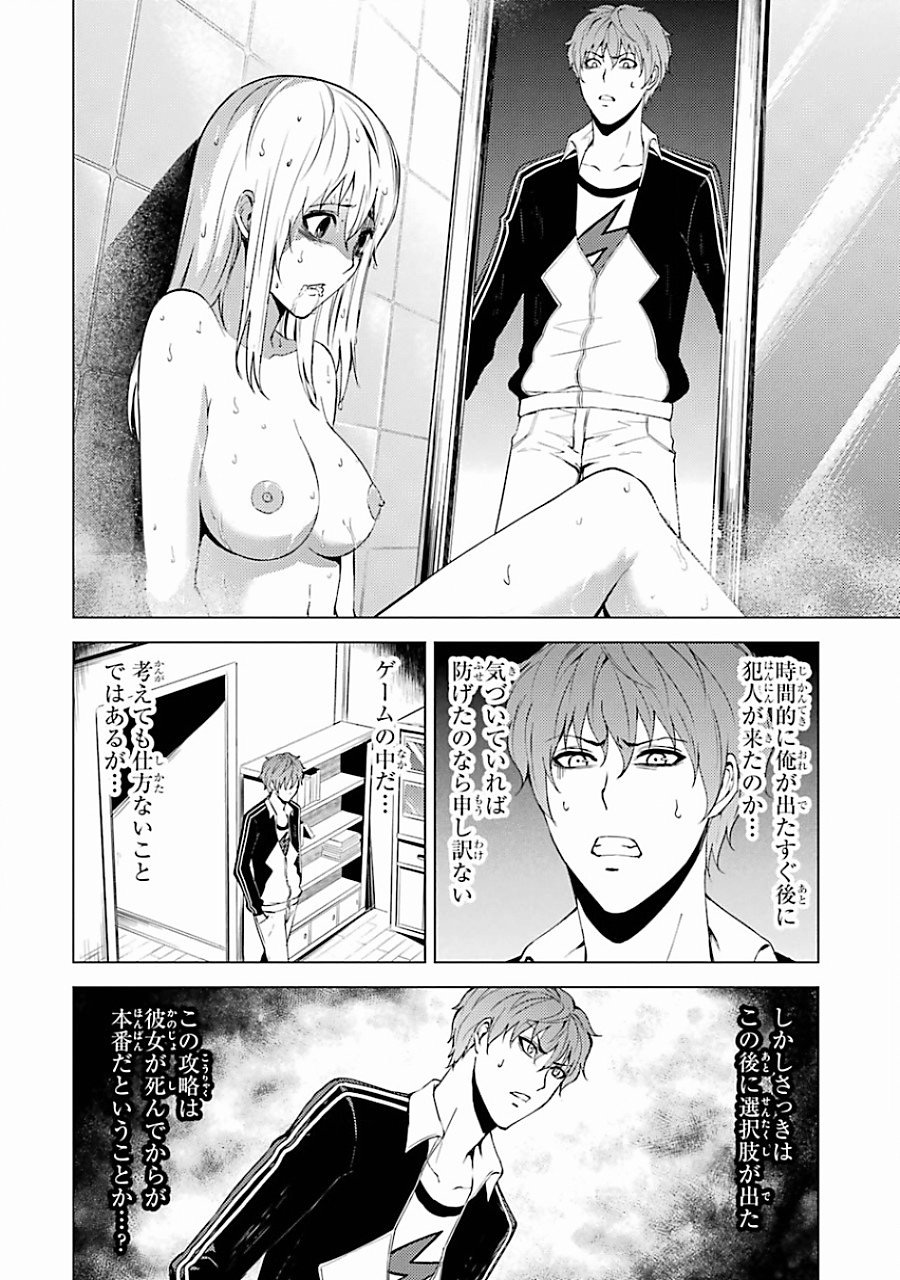 時間的に俺が出たすぐ後に
犯人が来たのか…
気づいていれば
防げたのなら申し訳ない
ゲームの中だ…
考えても仕方ないこと
ではあるが…
しかしさっきは
この後に選択肢が出た
この攻略は
彼女が死んでからが
本番だということか…?